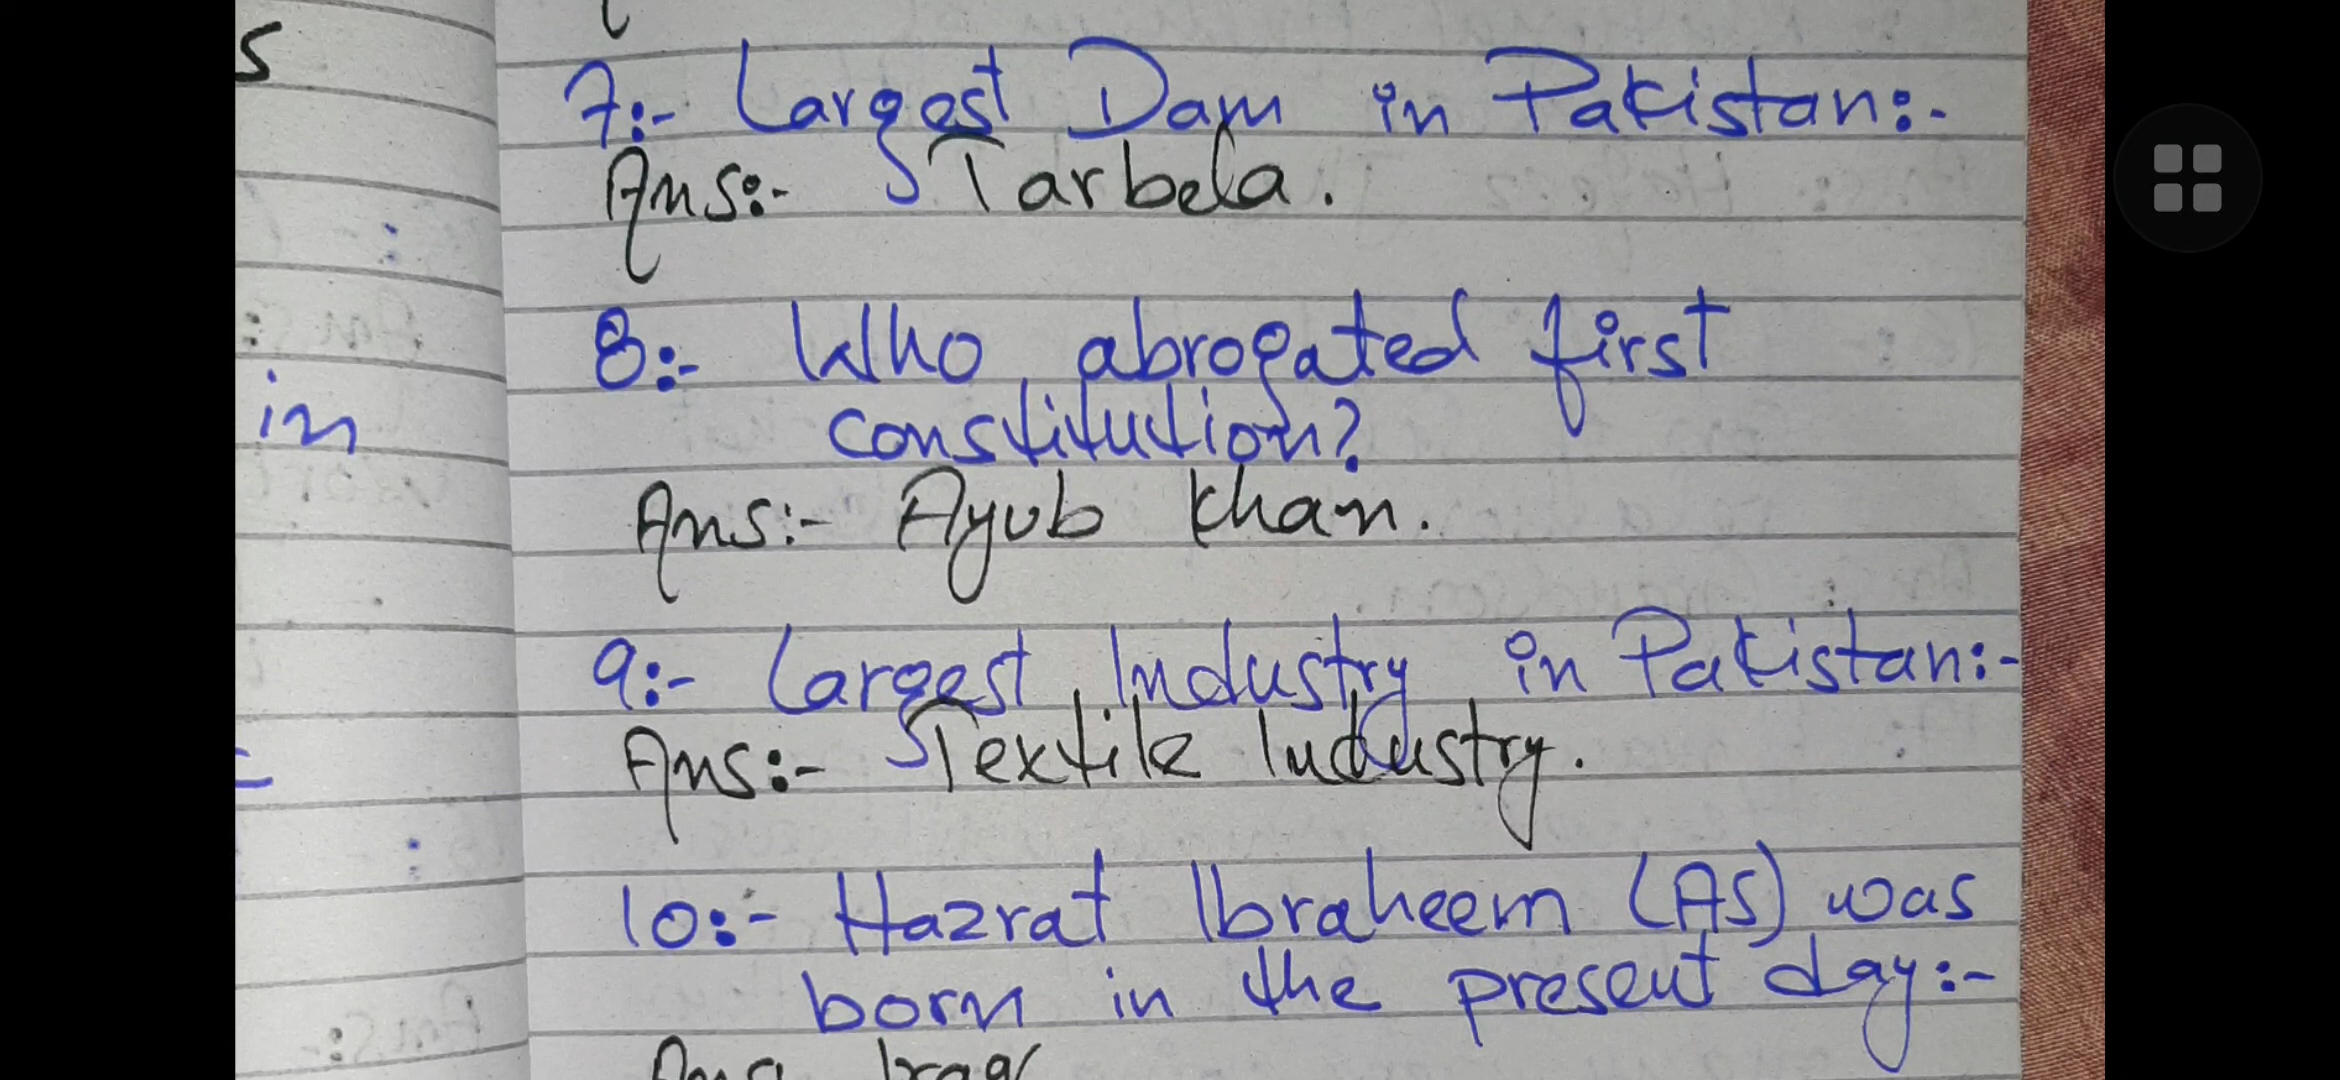 s
in
7:- Largest Dam in Pakistan:-
Ans:- Tarbela.
8:- Who abrogated first
constitution?
Ans:- Ayub Khan.
9:- Largest Industry in Pakistan:-
Ans:- Textile Industry.
10:- Hazrat Ibraheem (AS) was
born in the present day:-